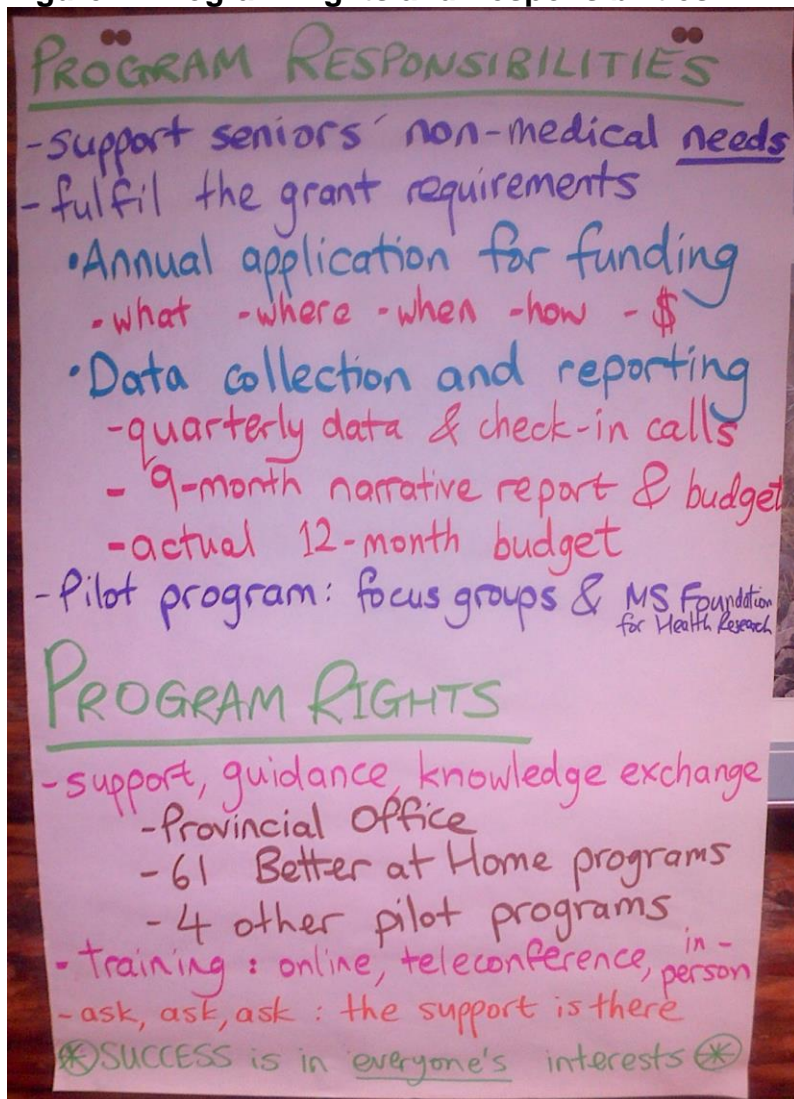 PROGRAM RESPONSIBILITIES
-support seniors' non-medical needs
-fulfil the grant requirements
•Annual application for funding
-what -where -when -how -$
•Data collection and reporting
-quarterly data & check-in calls
- 9-month narrative report & budget
-actual 12-month budget
-Pilot program: focus groups & MS Foundation
for Health Research
PROGRAM RIGHTS
-support, guidance, knowledge exchange
-Provincial Office
-61 Better at Home programs
-4 other pilot programs
-training: online, teleconference, in-person
-ask, ask, ask: the support is there
SUCCESS is in everyone's interests